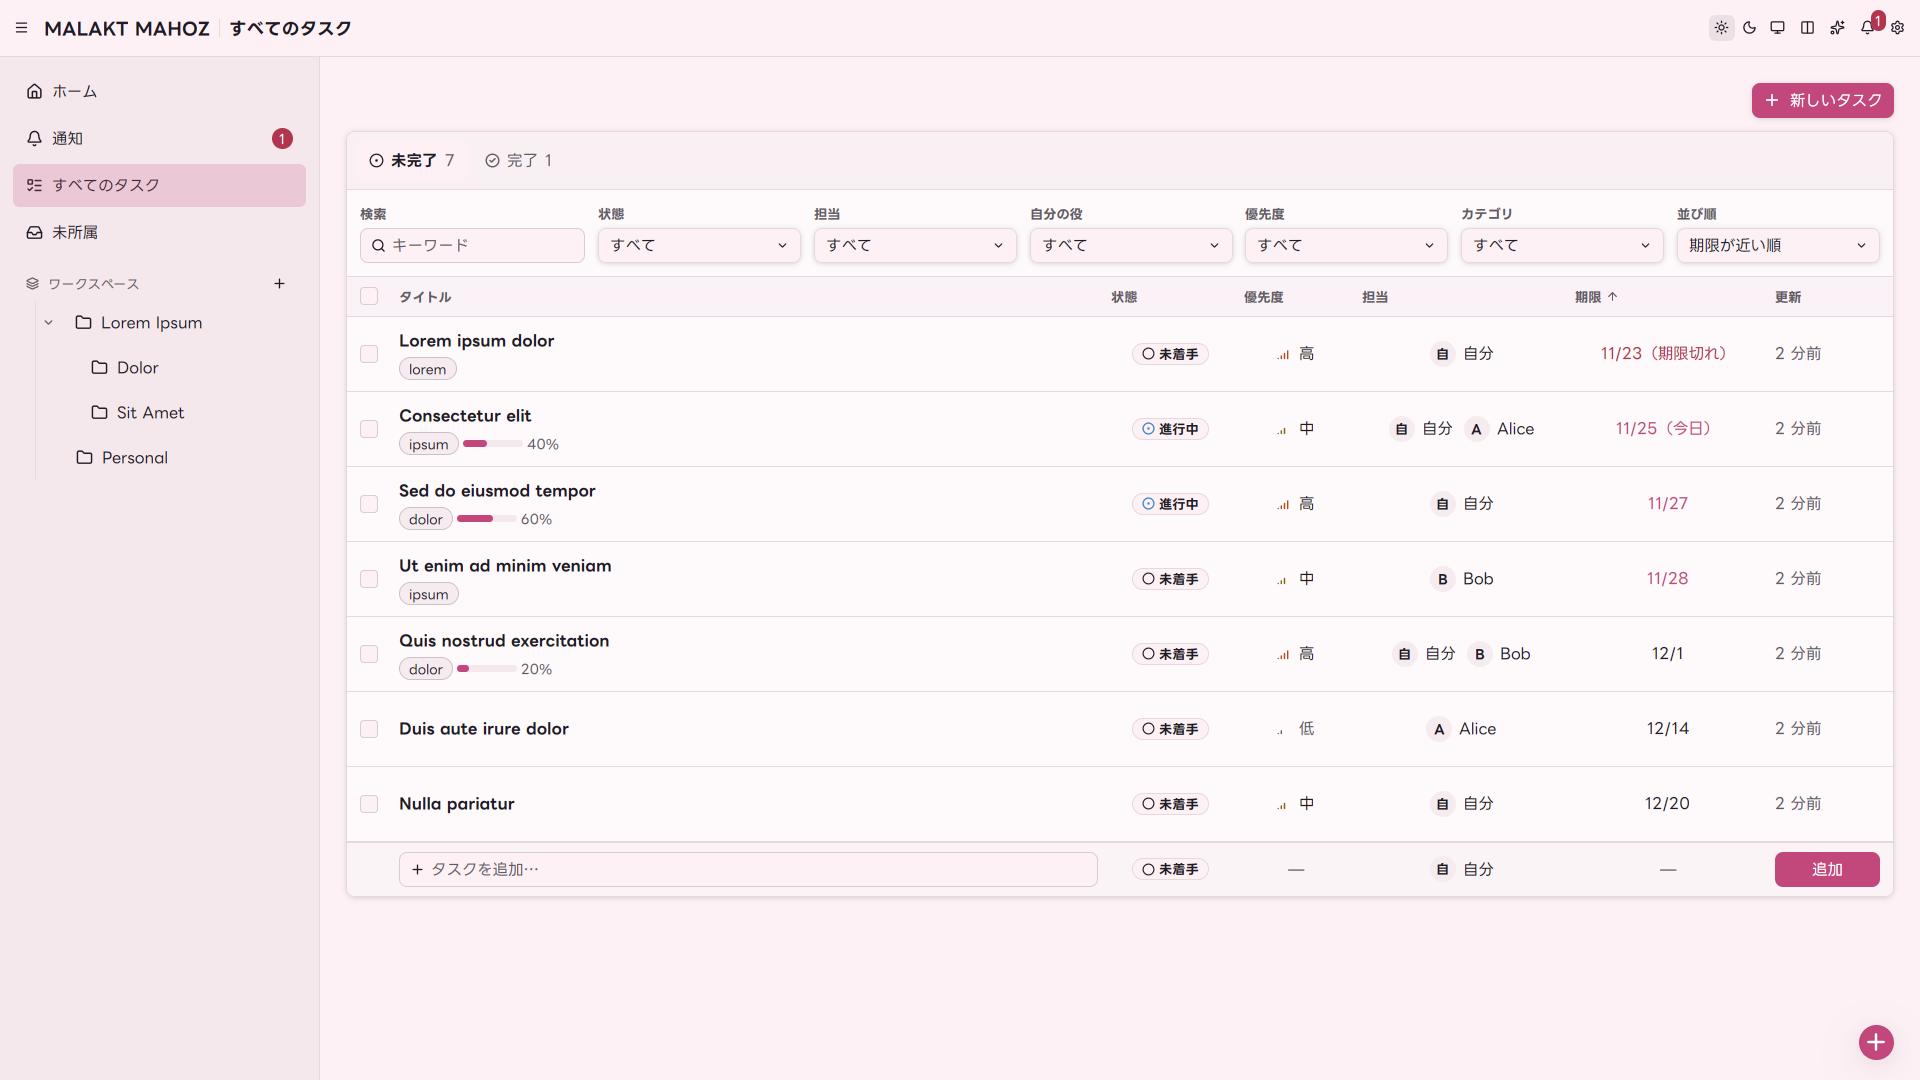 MALAKT MAHOZ すべてのタスク
1
ホーム
通知 1
すべてのタスク
未所属
ワークスペース
Lorem Ipsum
Dolor
Sit Amet
Personal
新しいタスク
未完了 7 完了 1
検索 状態 担当 自分の役 優先度 カテゴリ 並び順
キーワード すべて すべて すべて すべて すべて 期限が近い順
タイトル 状態 優先度 担当 期限 ↑ 更新
Lorem ipsum dolor
lorem
未着手 高 自 自分 11/23（期限切れ） 2 分前
Consectetur elit
ipsum 40%
進行中 中 自 自分 A Alice 11/25（今日） 2 分前
Sed do eiusmod tempor
dolor 60%
進行中 高 自 自分 11/27 2 分前
Ut enim ad minim veniam
ipsum
未着手 中 B Bob 11/28 2 分前
Quis nostrud exercitation
dolor 20%
未着手 高 自 自分 B Bob 12/1 2 分前
Duis aute irure dolor 未着手 低 A Alice 12/14 2 分前
Nulla pariatur 未着手 中 自 自分 12/20 2 分前
タスクを追加… 未着手 — 自 自分 — 追加